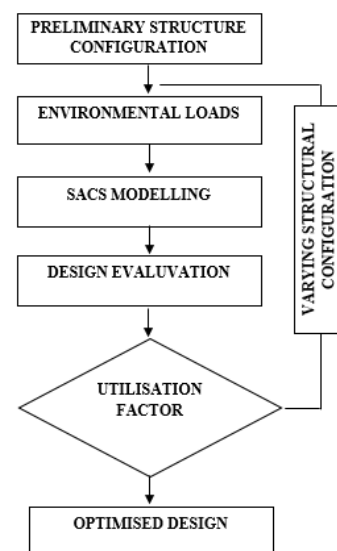 PRELIMINARY STRUCTURE
CONFIGURATION
ENVIRONMENTAL LOADS
SACS MODELLING
DESIGN EVALUVATION
UTILISATION
FACTOR
OPTIMISED DESIGN
VARYING STRUCTURAL
CONFIGURATION